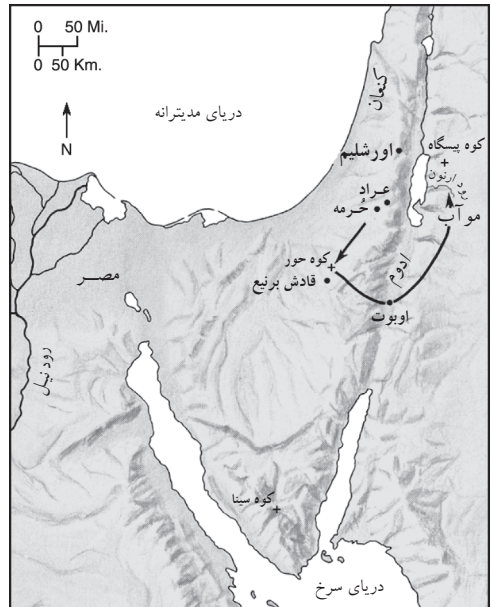 0 50 Mi.
0 50 Km.
N
دریای مدیترانه
کنعان
اورشلیم
کوه پیسگاه
رود ارنون
موآب
عراد
حُرمه
کوه حور
قادش برنیع
ادوم
اوبوت
مصر
رود نیل
کوه سینا
دریای سرخ